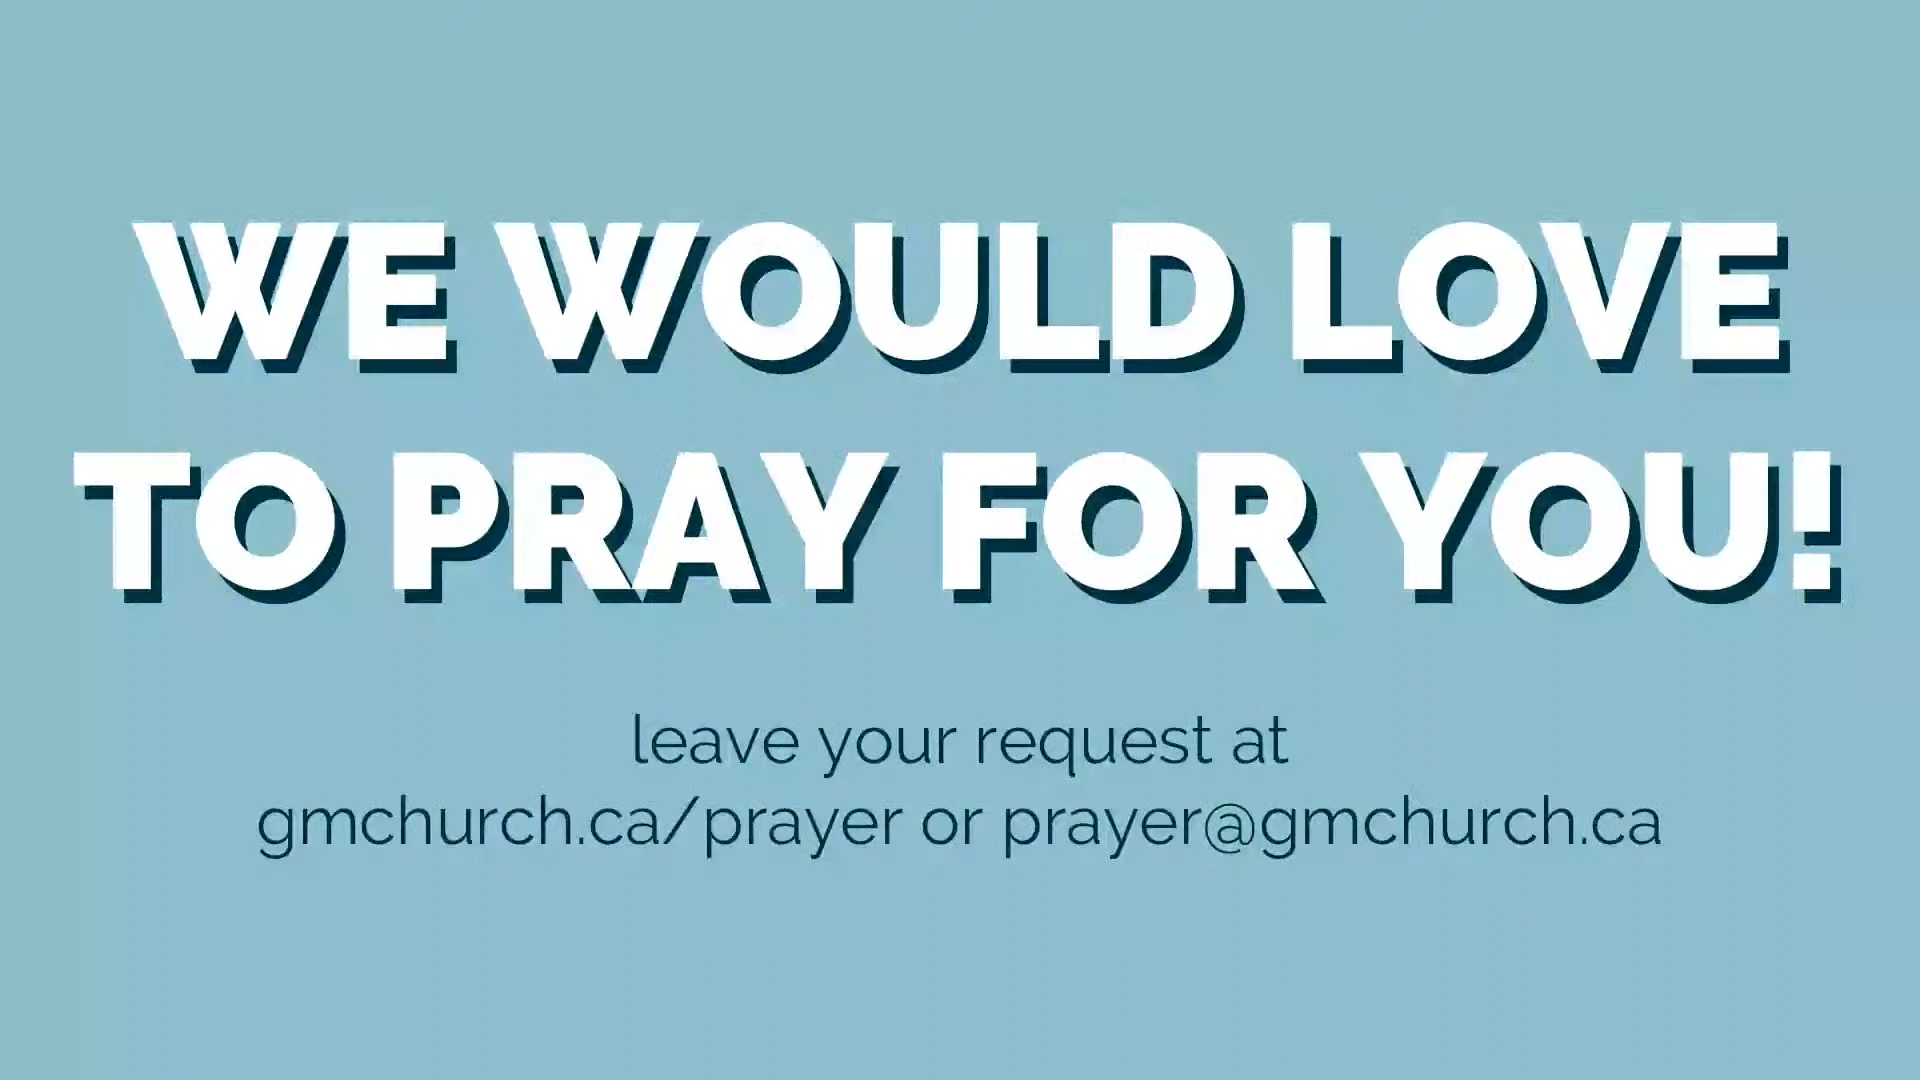 WE WOULD LOVE
TO PRAY FOR YOU!
leave your request at
gmchurch.ca/prayer or prayer@gmchurch.ca